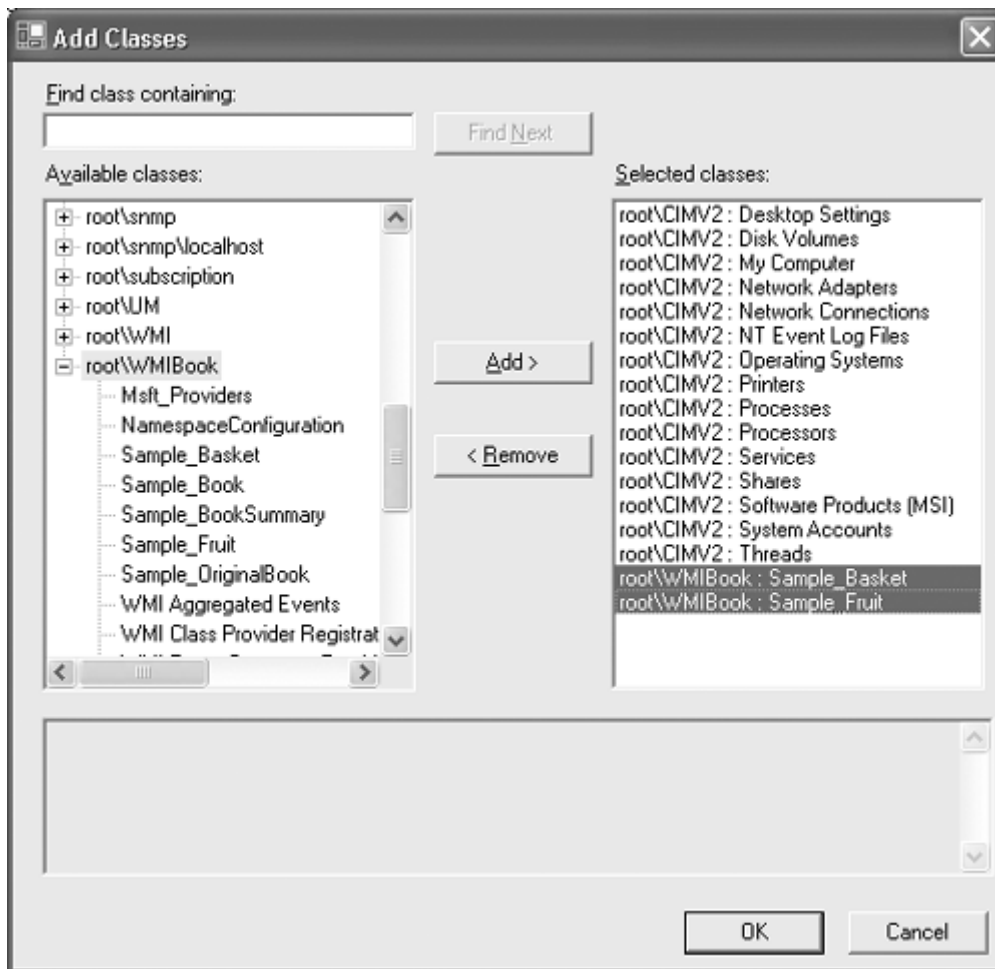 Add Classes
Find class containing:
Find Next
Available classes:
root\snmp
root\snmp\localhost
root\subscription
root\UM
root\WMI
root\WMIBook
Msft_Providers
NamespaceConfiguration
Sample_Basket
Sample_Book
Sample_BookSummary
Sample_Fruit
Sample_OriginalBook
WMI Aggregated Events
WMI Class Provider Registrat
Add >
< Remove
Selected classes:
root\CIMV2 : Desktop Settings
root\CIMV2 : Disk Volumes
root\CIMV2 : My Computer
root\CIMV2 : Network Adapters
root\CIMV2 : Network Connections
root\CIMV2 : NT Event Log Files
root\CIMV2 : Operating Systems
root\CIMV2 : Printers
root\CIMV2 : Processes
root\CIMV2 : Processors
root\CIMV2 : Services
root\CIMV2 : Shares
root\CIMV2 : Software Products (MSI)
root\CIMV2 : System Accounts
root\CIMV2 : Threads
root\WMIBook : Sample_Basket
root\WMIBook : Sample_Fruit
OK
Cancel